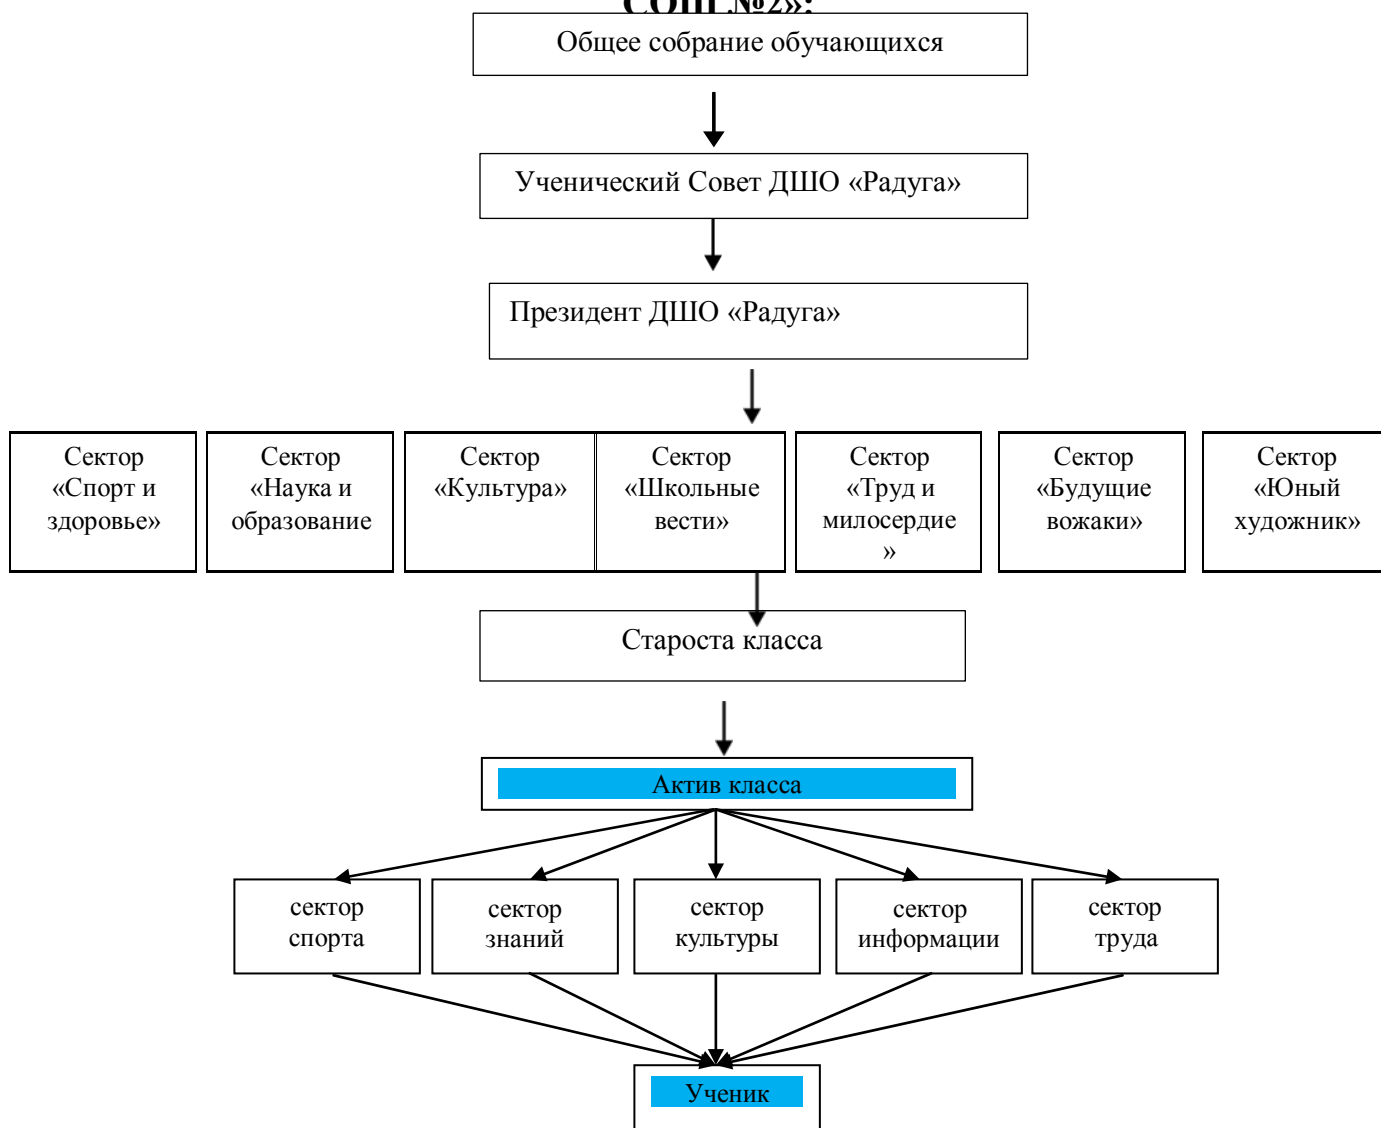 СОШ №2»:
Общее собрание обучающихся
Ученический Совет ДШО «Радуга»
Президент ДШО «Радуга»
Сектор
«Спорт и
здоровье»
Сектор
«Наука и
образование
Сектор
«Культура»
Сектор
«Школьные
вести»
Сектор
«Труд и
милосердие
»
Сектор
«Будущие
вожаки»
Сектор
«Юный
художник»
Староста класса
Актив класса
сектор
спорта
сектор
знаний
сектор
культуры
сектор
информации
сектор
труда
Ученик